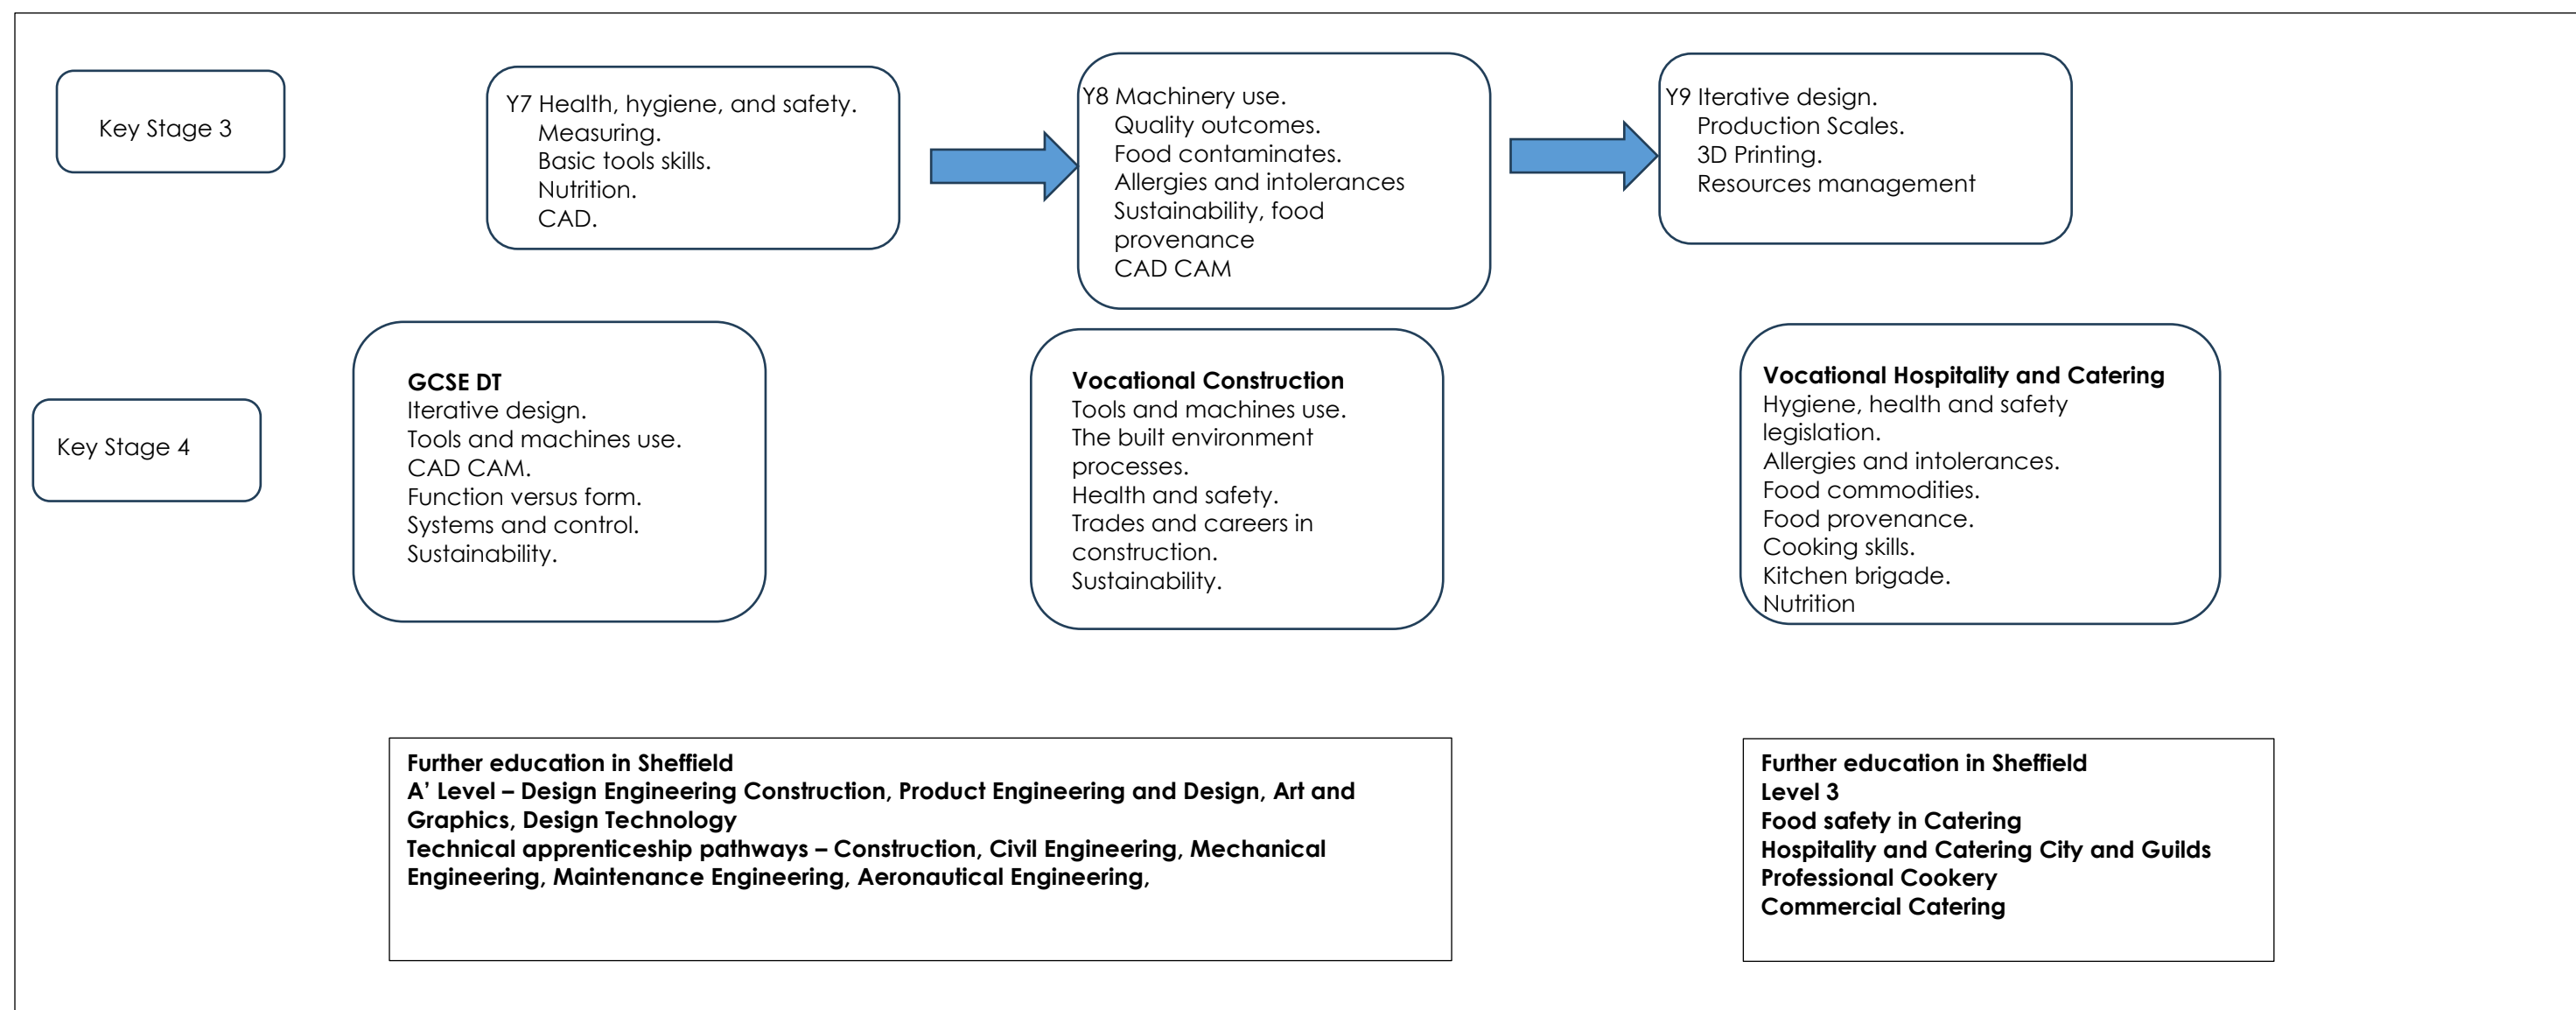 Key Stage 3
Y7 Health, hygiene, and safety.
Measuring.
Basic tools skills.
Nutrition.
CAD.
Y8 Machinery use.
Quality outcomes.
Food contaminates.
Allergies and intolerances
Sustainability, food
provenance
CAD CAM
Y9 Iterative design.
Production Scales.
3D Printing.
Resources management
Key Stage 4
GCSE DT
Iterative design.
Tools and machines use.
CAD CAM.
Function versus form.
Systems and control.
Sustainability.
Vocational Construction
Tools and machines use.
The built environment
processes.
Health and safety.
Trades and careers in
construction.
Sustainability.
Vocational Hospitality and Catering
Hygiene, health and safety
legislation.
Allergies and intolerances.
Food commodities.
Food provenance.
Cooking skills.
Kitchen brigade.
Nutrition
Further education in Sheffield
A’ Level – Design Engineering Construction, Product Engineering and Design, Art and
Graphics, Design Technology
Technical apprenticeship pathways – Construction, Civil Engineering, Mechanical
Engineering, Maintenance Engineering, Aeronautical Engineering,
Further education in Sheffield
Level 3
Food safety in Catering
Hospitality and Catering City and Guilds
Professional Cookery
Commercial Catering